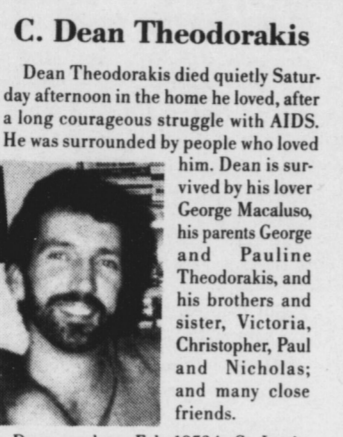 C. Dean Theodorakis
Dean Theodorakis died quietly Satur-
day afternoon in the home he loved, after
a long courageous struggle with AIDS.
He was surrounded by people who loved
him. Dean is sur-
vived by his lover
George Macaluso,
his parents George
and Pauline
Theodorakis, and
his brothers and
sister, Victoria,
Christopher, Paul
and Nicholas;
and many close
friends.